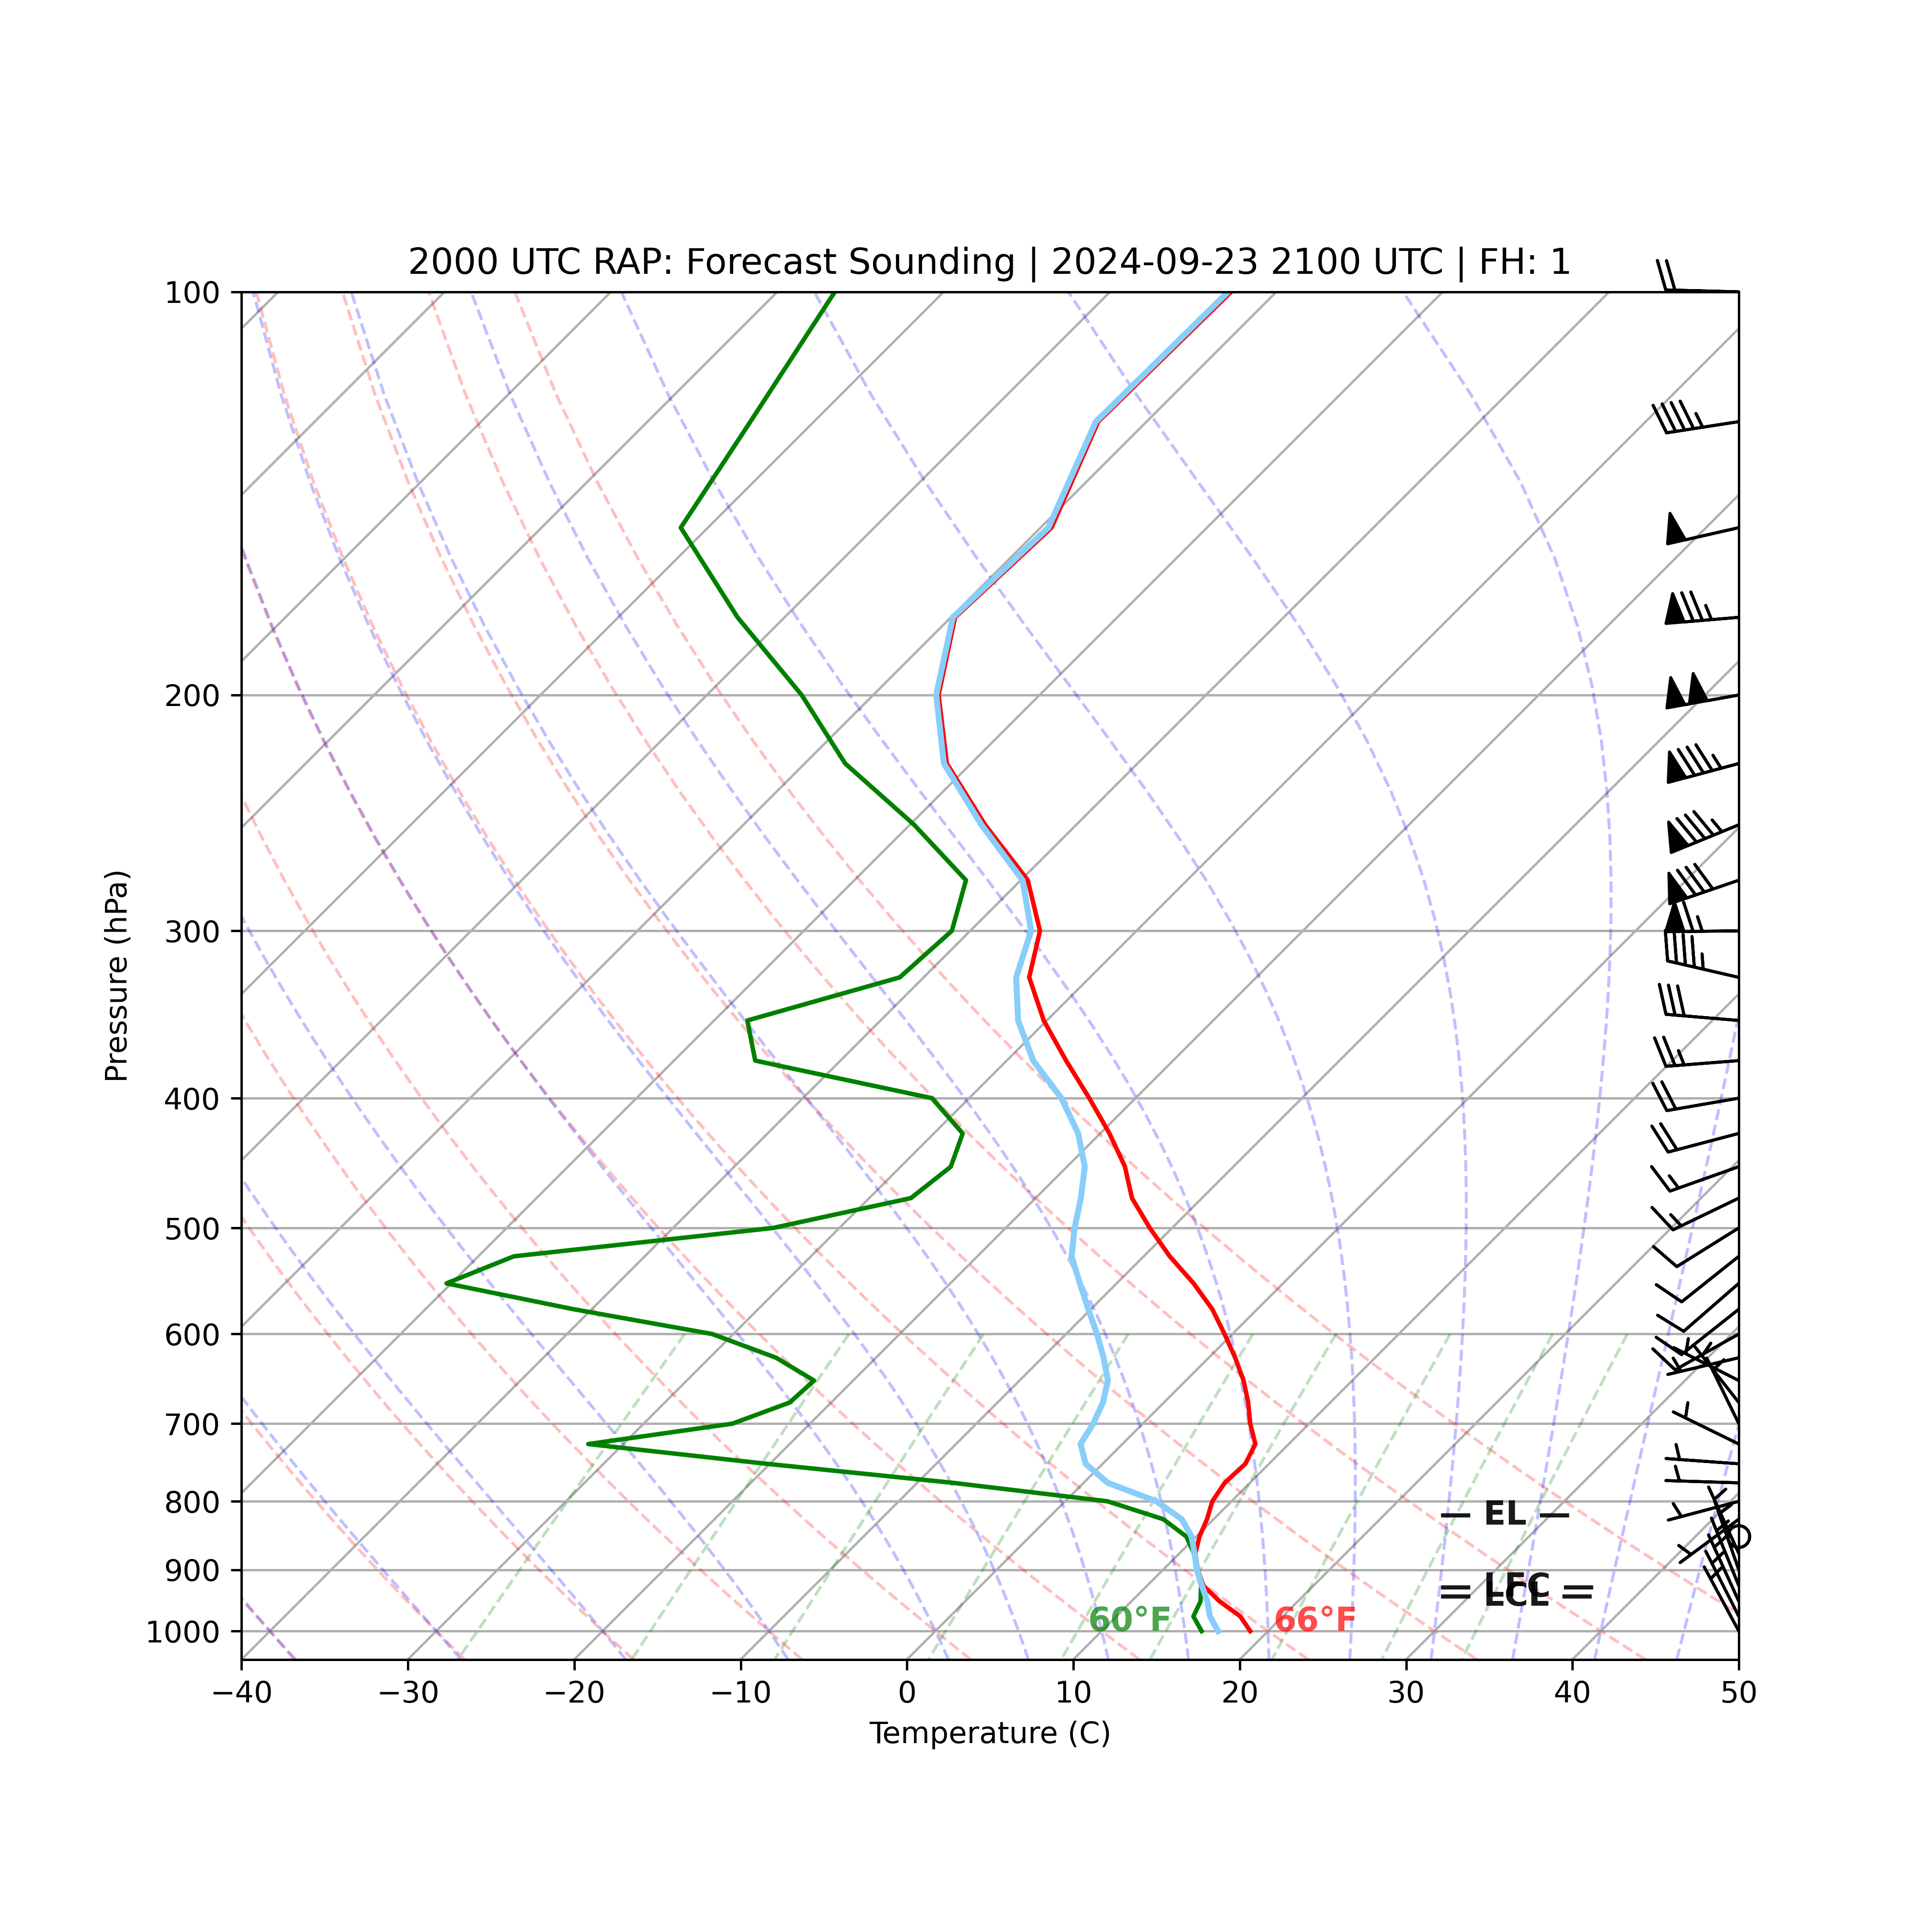 2000 UTC RAP: Forecast Sounding | 2024-09-23 2100 UTC | FH: 1
100
200
300
400
500
600
700
800
900
1000
Pressure (hPa)
— EL —
— LFC —
— LCL —
60°F 66°F
−40 −30 −20 −10 0 10 20 30 40 50
Temperature (C)